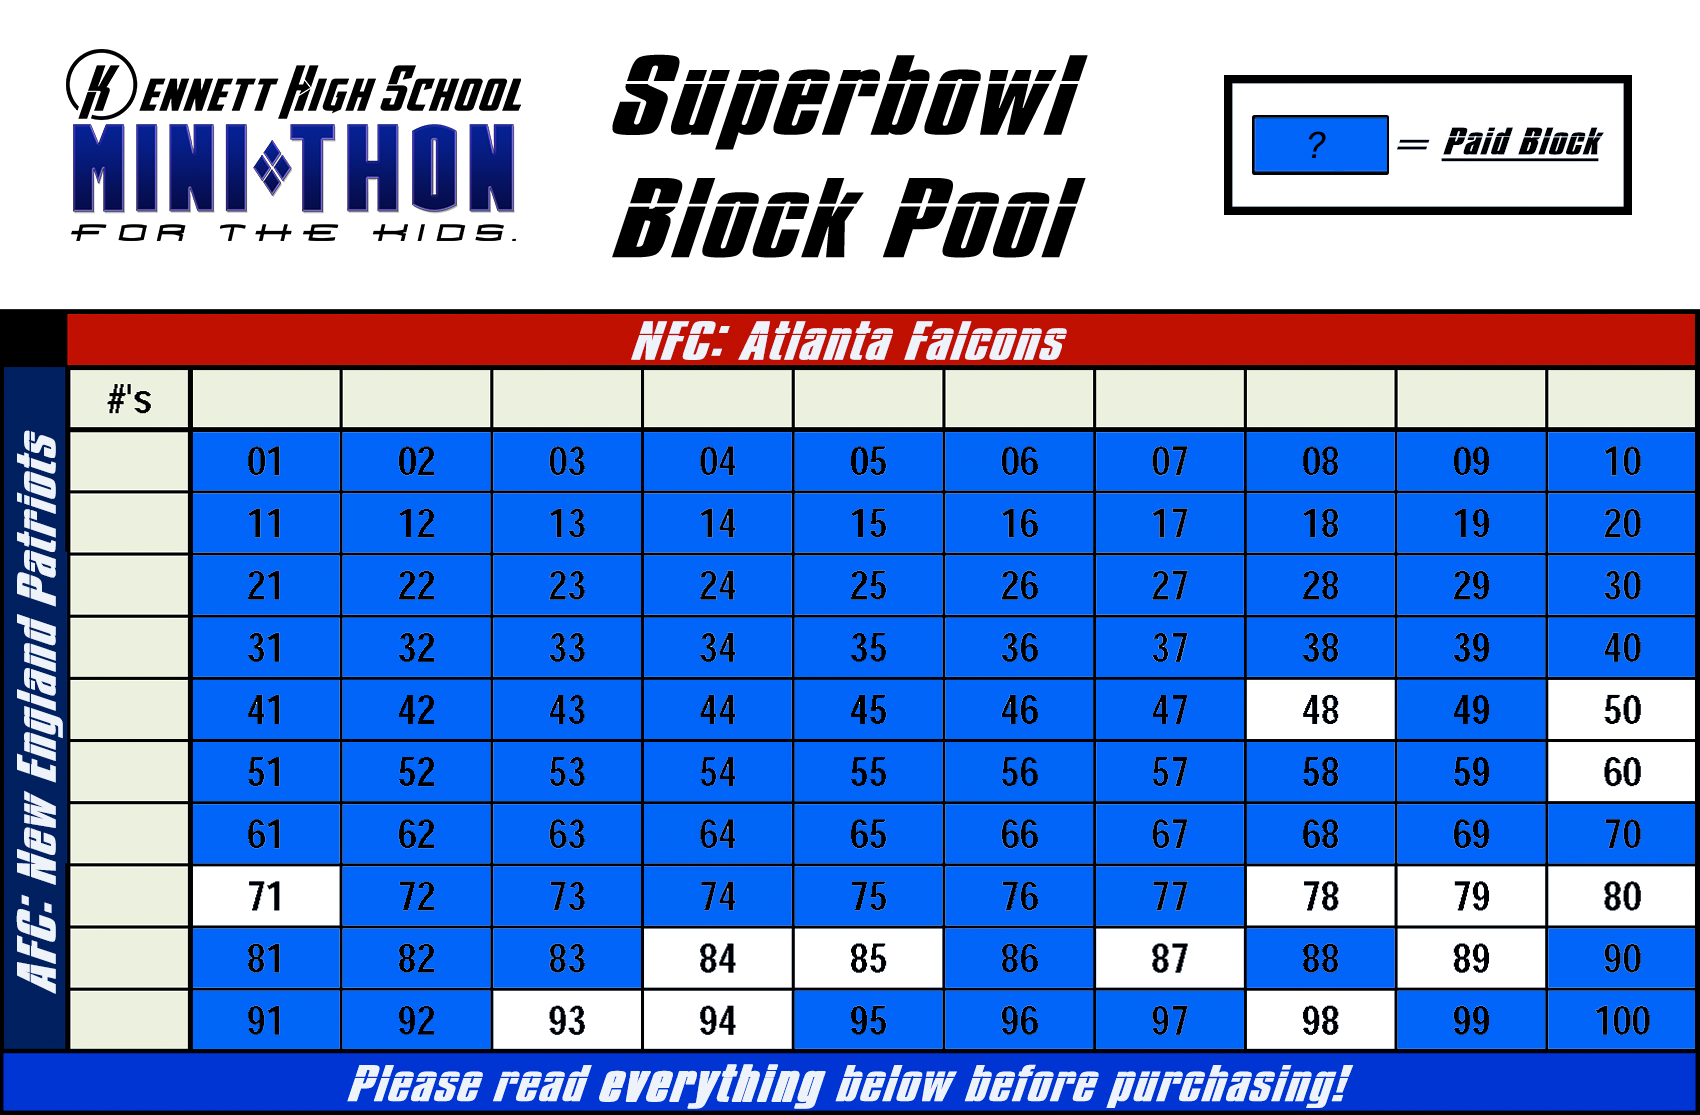 KENNETT HIGH SCHOOL
MINI THON
FOR THE KIDS.
Superbowl
Block Pool
? = Paid Block
NFC: Atlanta Falcons
AFC: New England Patriots
#'s
01 02 03 04 05 06 07 08 09 10
11 12 13 14 15 16 17 18 19 20
21 22 23 24 25 26 27 28 29 30
31 32 33 34 35 36 37 38 39 40
41 42 43 44 45 46 47 48 49 50
51 52 53 54 55 56 57 58 59 60
61 62 63 64 65 66 67 68 69 70
71 72 73 74 75 76 77 78 79 80
81 82 83 84 85 86 87 88 89 90
91 92 93 94 95 96 97 98 99 100
Please read everything below before purchasing!